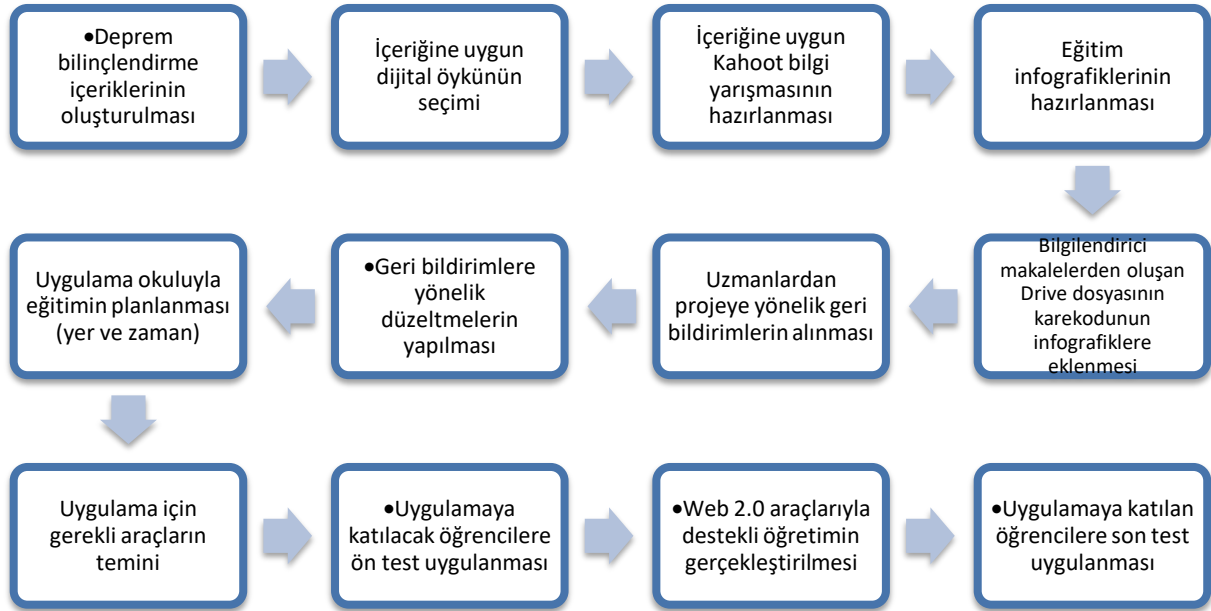 •Deprem
bilinçlendirme
içeriklerinin
oluşturulması
İçeriğine uygun
dijital öykünün
seçimi
İçeriğine uygun
Kahoot bilgi
yarışmasının
hazırlanması
Eğitim
infografiklerinin
hazırlanması
Bilgilendirici
makalelerden oluşan
Drive dosyasının
karekodunun
infografiklere
eklenmesi
Uzmanlardan
projeye yönelik geri
bildirimlerin alınması
•Geri bildirimlere
yönelik
düzeltmelerin
yapılması
Uygulama okuluyla
eğitimin planlanması
(yer ve zaman)
Uygulama için
gerekli araçların
temini
•Uygulamaya
katılacak öğrencilere
ön test uygulanması
•Web 2.0 araçlarıyla
destekli öğretimin
gerçekleştirilmesi
•Uygulamaya katılan
öğrencilere son test
uygulanması